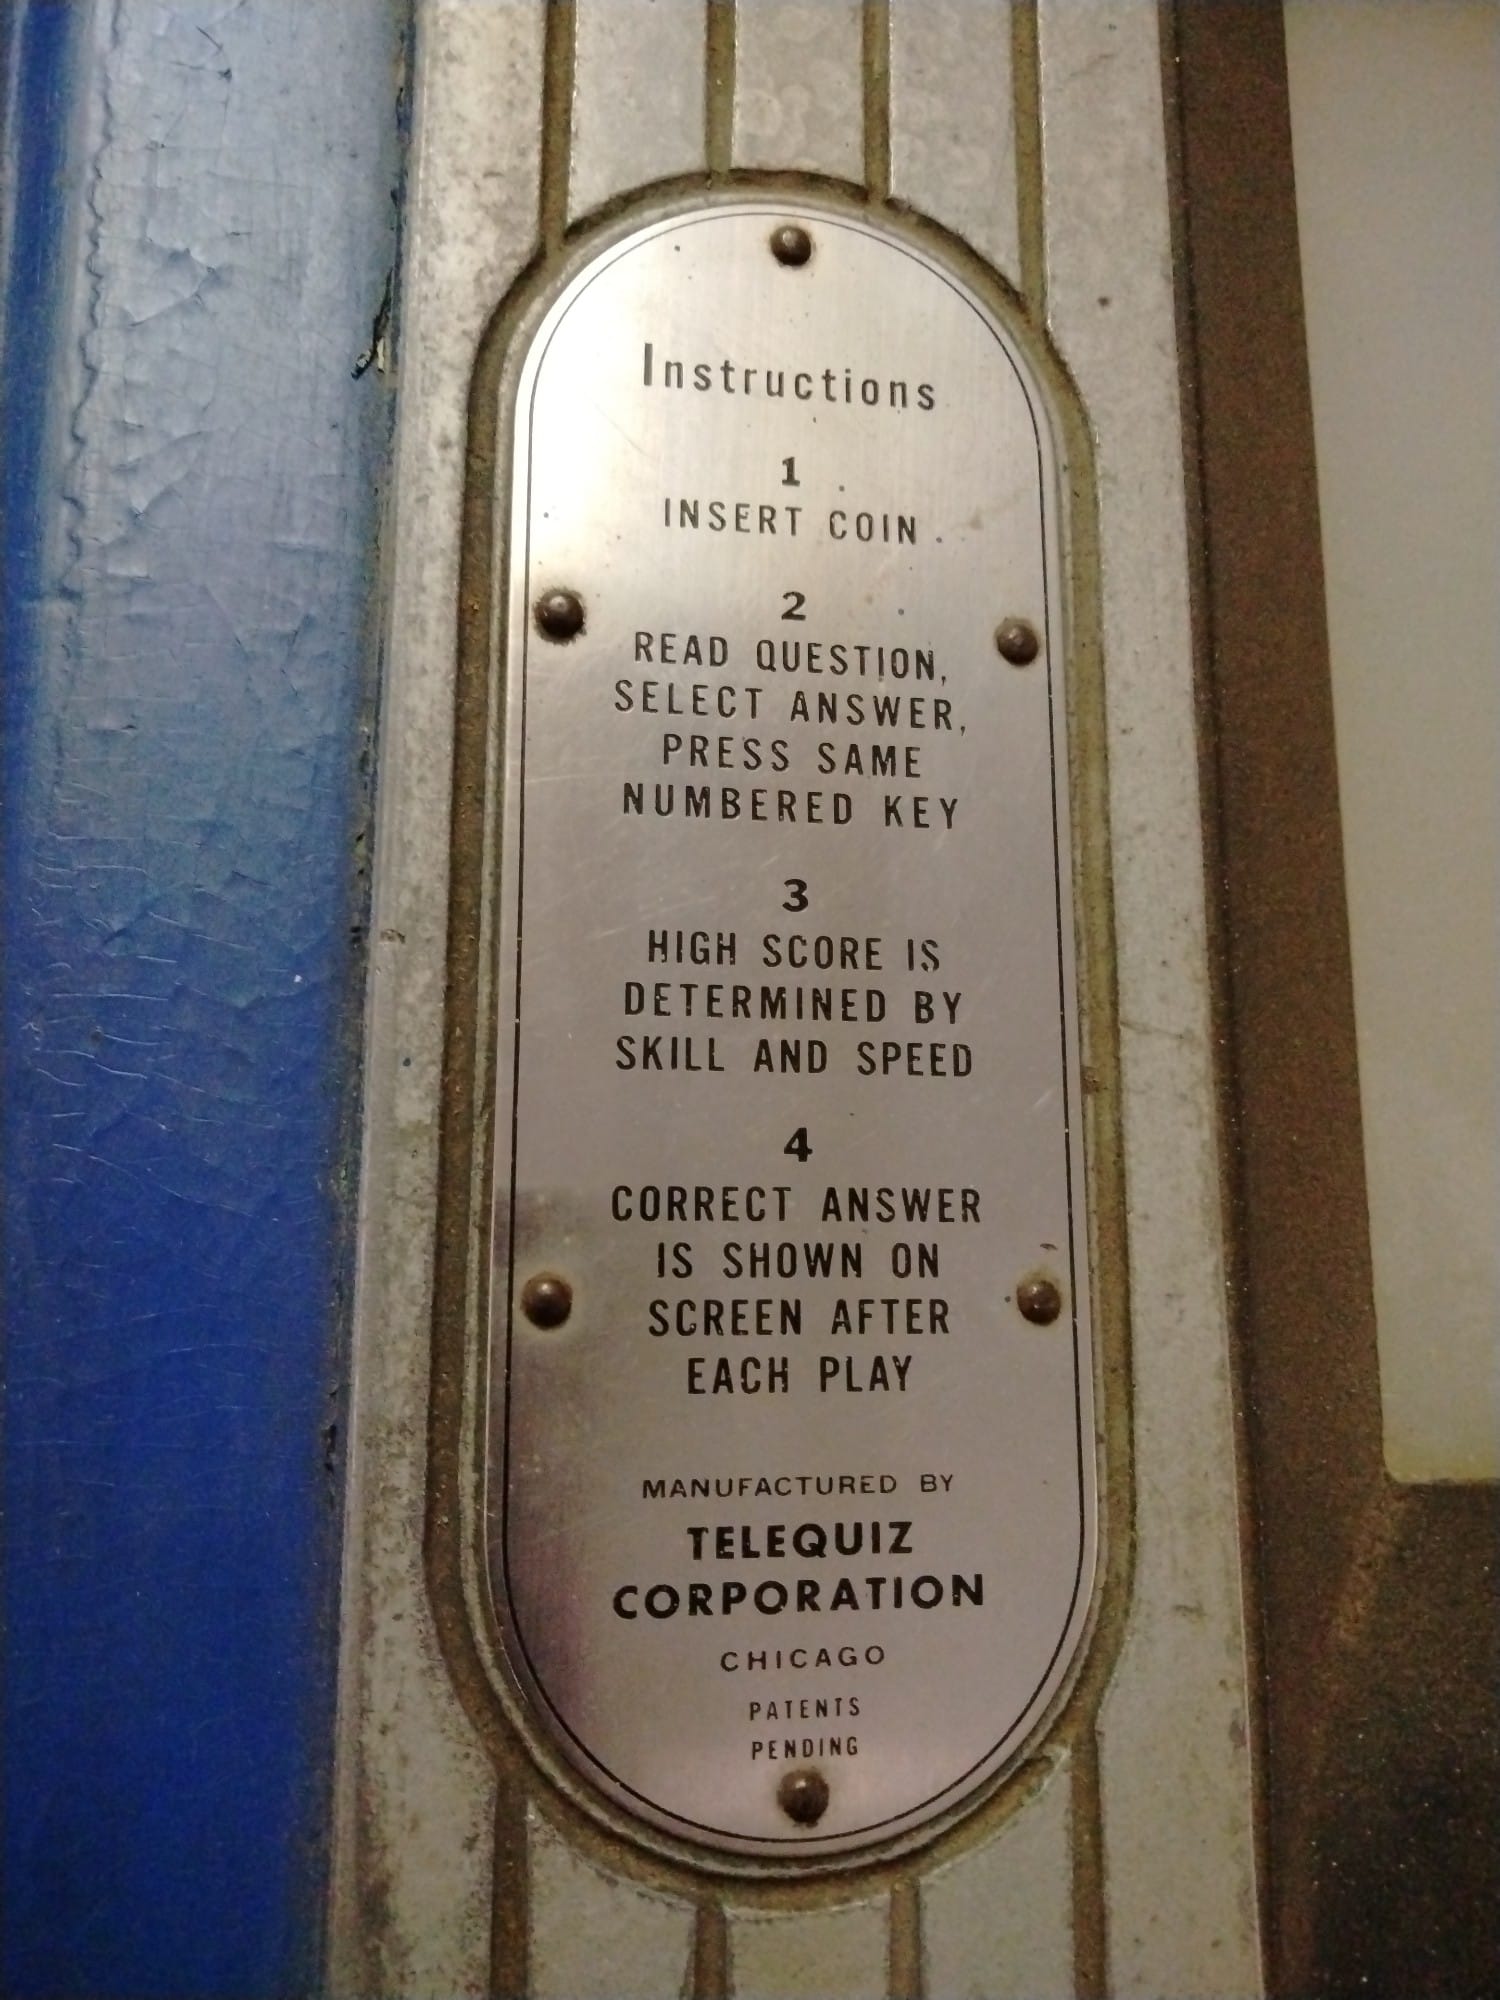 Instructions
1
INSERT COIN
2
READ QUESTION,
SELECT ANSWER,
PRESS SAME
NUMBERED KEY
3
HIGH SCORE IS
DETERMINED BY
SKILL AND SPEED
4
CORRECT ANSWER
IS SHOWN ON
SCREEN AFTER
EACH PLAY
MANUFACTURED BY
TELEQUIZ
CORPORATION
CHICAGO
PATENTS
PENDING